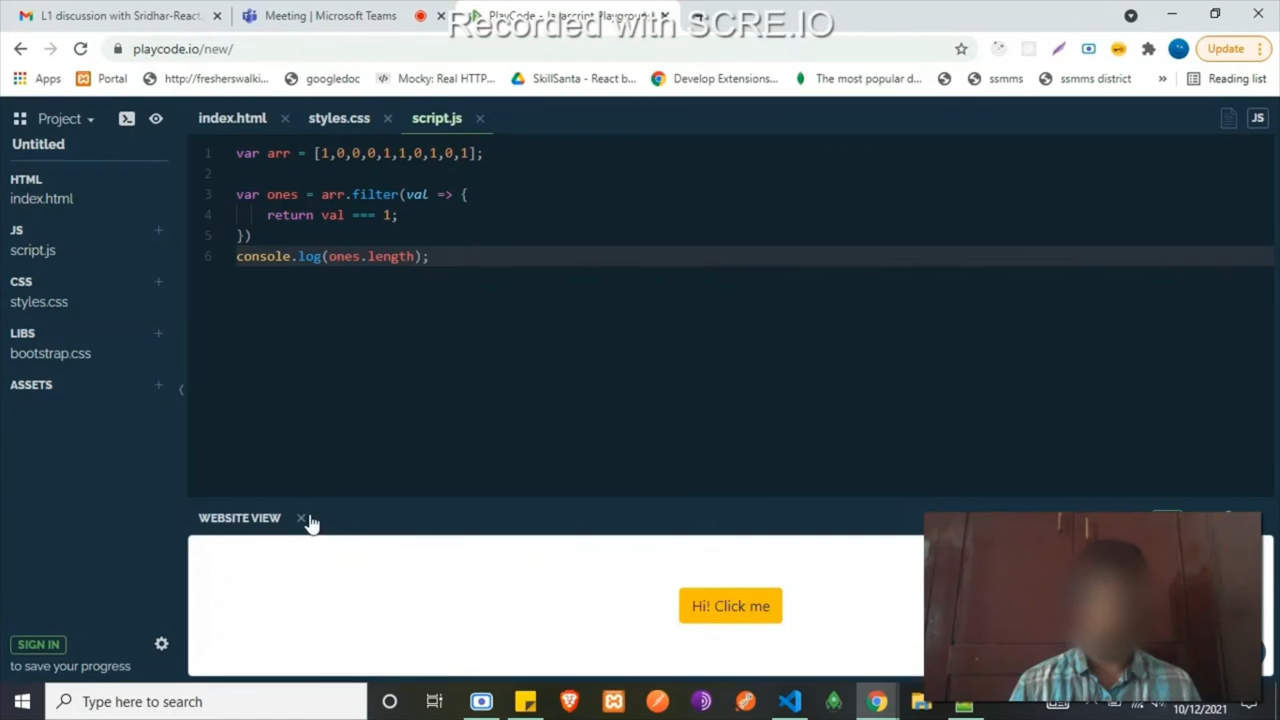 L1 discussion with Sridhar-React.
Meeting | Microsoft Teams
PlayCode - Javascript Playground
Recorded with SCRE.IO
playcode.io/new/
Update
Apps
Portal
http://fresherswalki...
googledoc
Mocky: Real HTTP...
SkillSanta - React b...
Develop Extensions...
The most popular d...
ssmms
ssmms district
»
Reading list
Project
index.html
styles.css
script.js
JS
Untitled
HTML
index.html
JS
script.js
CSS
styles.css
LIBS
bootstrap.css
ASSETS
1 var arr = [1,0,0,0,1,1,0,1,0,1];
2
3 var ones = arr.filter(val => {
4 return val === 1;
5 })
6 console.log(ones.length);
WEBSITE VIEW
Hi! Click me
SIGN IN
to save your progress
Type here to search
10/12/2021